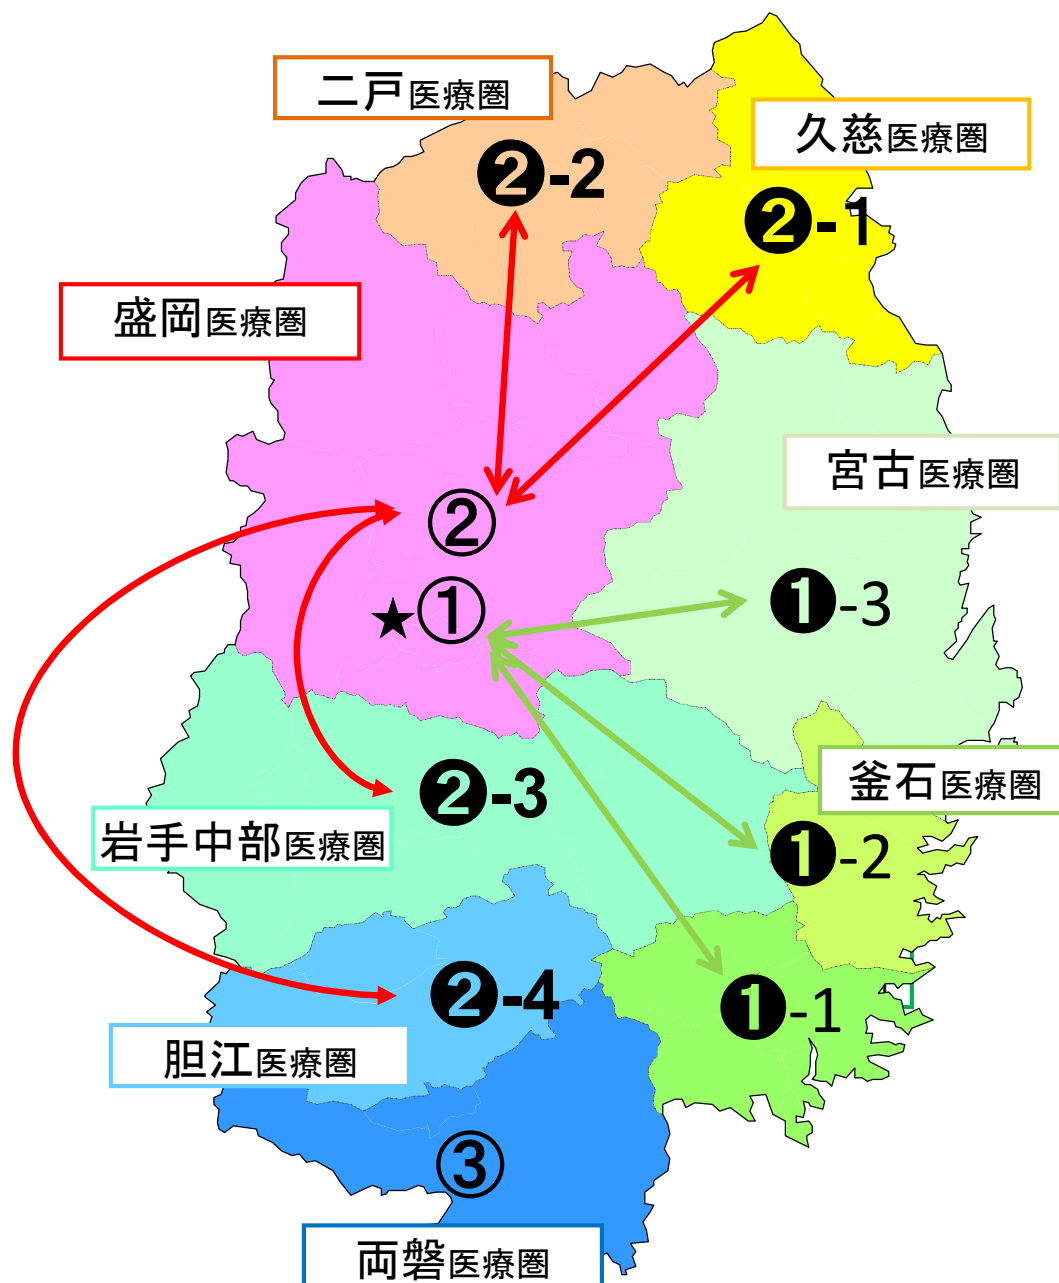 二戸医療圏
久慈医療圏
❷-2
❷-1
盛岡医療圏
宮古医療圏
②
★①
❶-3
釜石医療圏
❷-3
岩手中部医療圏
❶-2
❷-4
❶-1
胆江医療圏
③
両磐医療圏